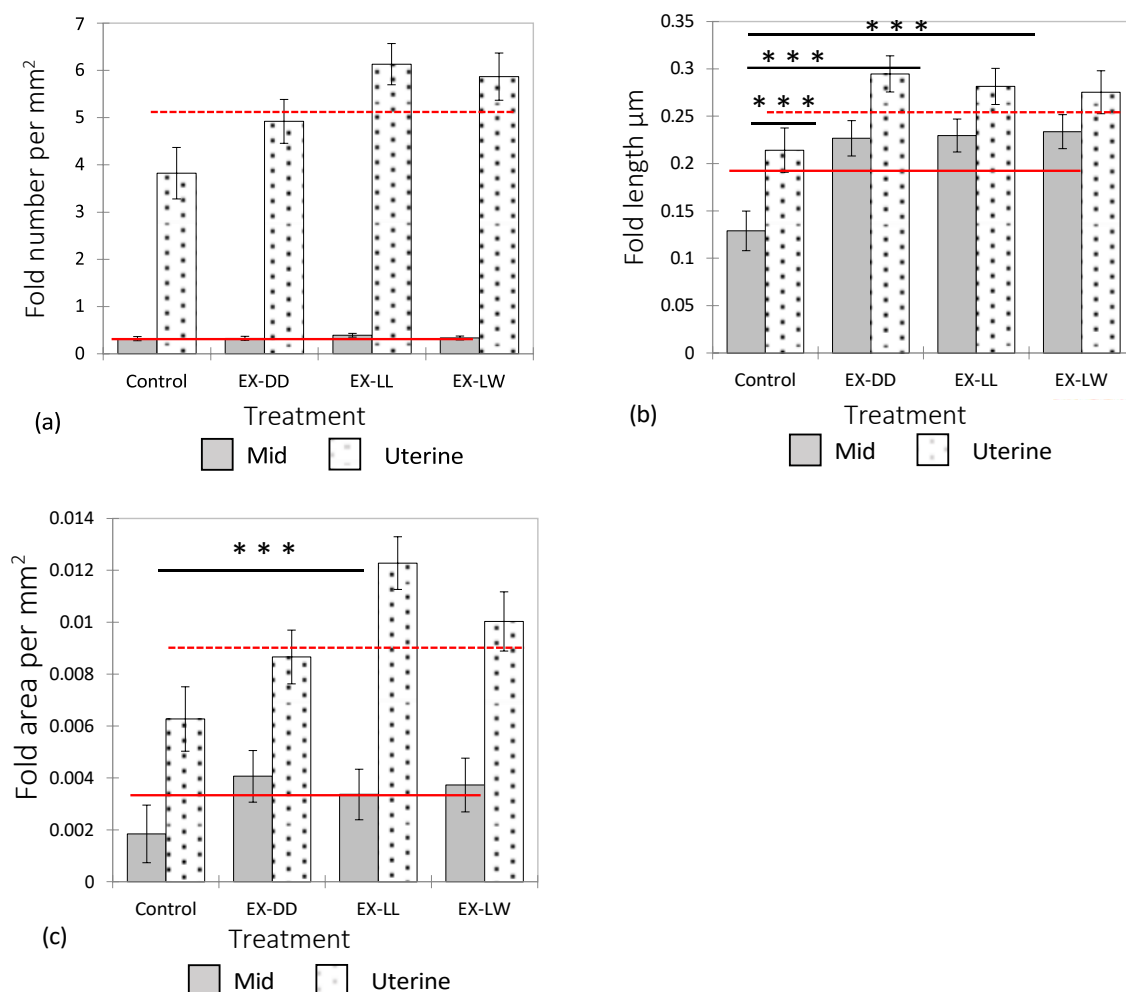 7
6
5
4
3
2
1
0
Fold number per mm²
Control EX-DD EX-LL EX-LW
Treatment
(a)
Mid Uterine
0.35
0.3
0.25
0.2
0.15
0.1
0.05
0
Fold length µm
* * *
* * *
* * *
Control EX-DD EX-LL EX-LW
Treatment
(b)
Mid Uterine
0.014
0.012
0.01
0.008
0.006
0.004
0.002
0
Fold area per mm²
* * *
Control EX-DD EX-LL EX-LW
Treatment
(c)
Mid Uterine